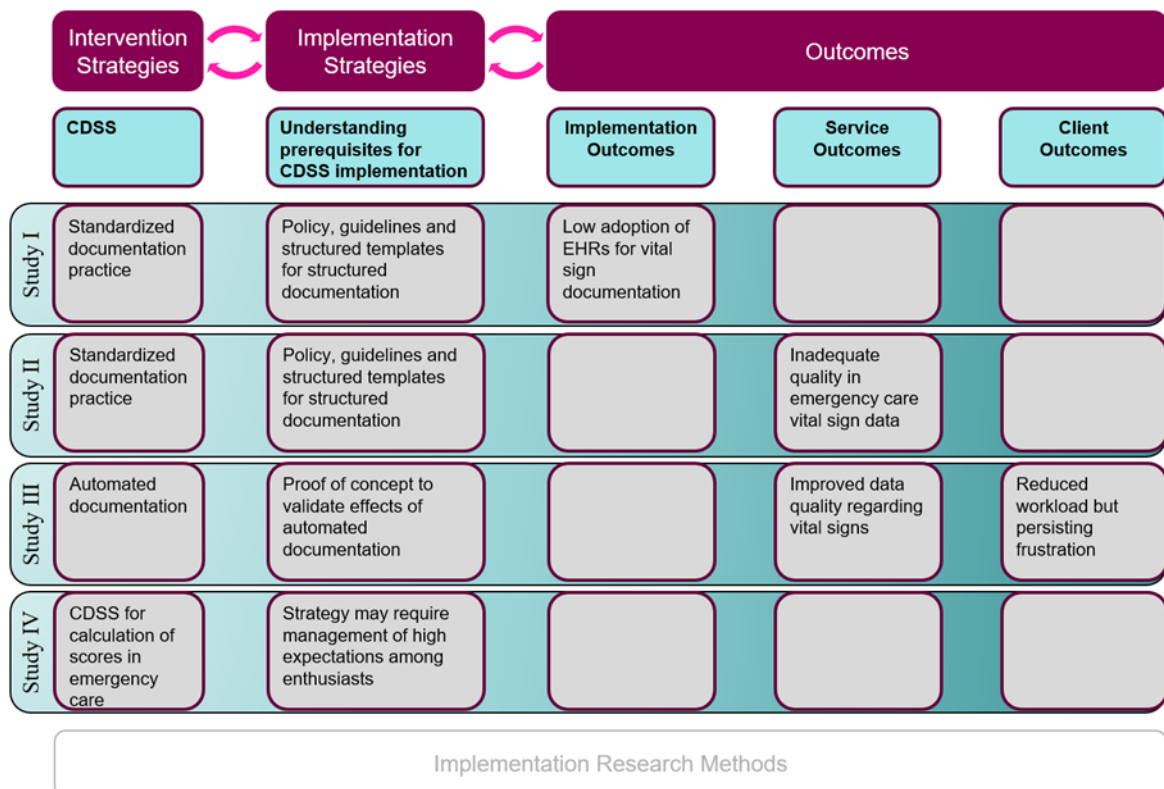 Intervention
Strategies
Implementation
Strategies
Outcomes
CDSS
Understanding
prerequisites for
CDSS implementation
Implementation
Outcomes
Service
Outcomes
Client
Outcomes
Study I
Standardized
documentation
practice
Policy, guidelines and
structured templates
for structured
documentation
Low adoption of
EHRs for vital
sign
documentation
Study II
Standardized
documentation
practice
Policy, guidelines and
structured templates
for structured
documentation
Inadequate
quality in
emergency care
vital sign data
Study III
Automated
documentation
Proof of concept to
validate effects of
automated
documentation
Improved data
quality regarding
vital signs
Reduced
workload but
persisting
frustration
Study IV
CDSS for
calculation of
scores in
emergency
care
Strategy may require
management of high
expectations among
enthusiasts
Implementation Research Methods